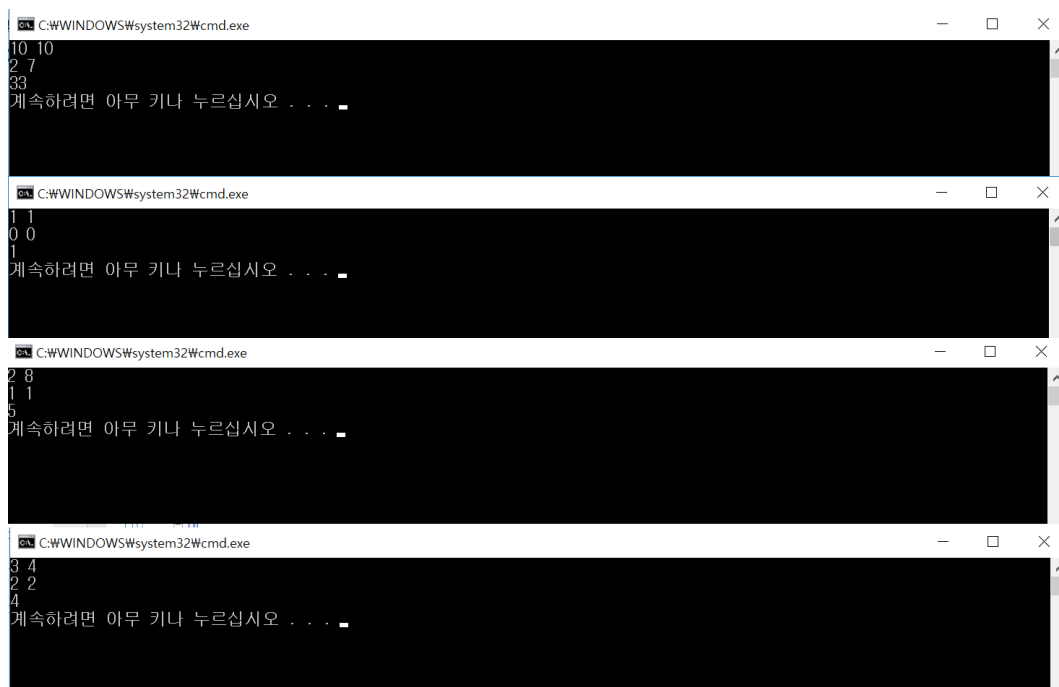 C:₩WINDOWS₩system32₩cmd.exe
10 10
2 7
33
계속하려면 아무 키나 누르십시오 . . .
C:₩WINDOWS₩system32₩cmd.exe
1 1
0 0
1
계속하려면 아무 키나 누르십시오 . . .
C:₩WINDOWS₩system32₩cmd.exe
2 8
1 1
5
계속하려면 아무 키나 누르십시오 . . .
C:₩WINDOWS₩system32₩cmd.exe
3 4
2 2
4
계속하려면 아무 키나 누르십시오 . . .